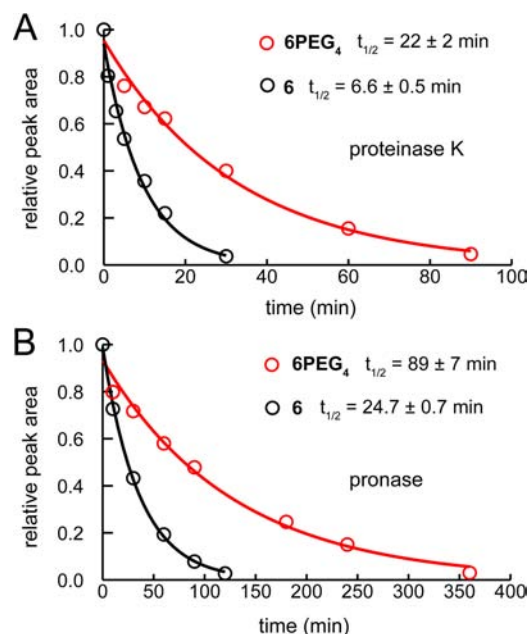 A
6PEG4 t1/2 = 22 ± 2 min
6 t1/2 = 6.6 ± 0.5 min
proteinase K
relative peak area
1.0
0.8
0.6
0.4
0.2
0.0
0 20 40 60 80 100
time (min)
B
6PEG4 t1/2 = 89 ± 7 min
6 t1/2 = 24.7 ± 0.7 min
pronase
relative peak area
1.0
0.8
0.6
0.4
0.2
0.0
0 50 100 150 200 250 300 350 400
time (min)